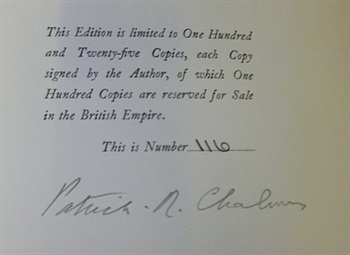 This Edition is limited to One Hundred
and Twenty-five Copies, each Copy
signed by the Author, of which One
Hundred Copies are reserved for Sale
in the British Empire.
This is Number 116
Patrick R. Chalmers